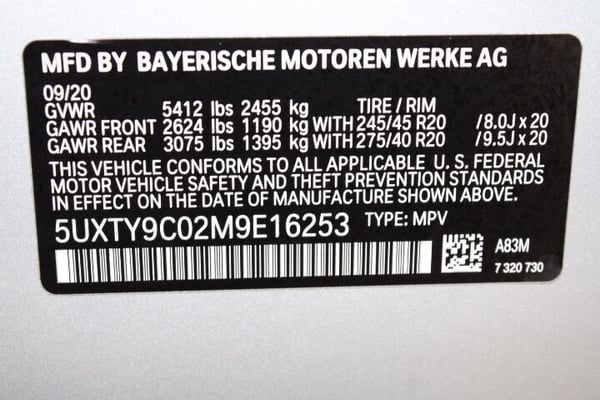 MFD BY BAYERISCHE MOTOREN WERKE AG
09/20
GVWR 5412 lbs 2455 kg TIRE / RIM
GAWR FRONT 2624 lbs 1190 kg WITH 245/45 R20 /8.0J x 20
GAWR REAR 3075 lbs 1395 kg WITH 275/40 R20 /9.5J x 20
THIS VEHICLE CONFORMS TO ALL APPLICABLE U. S. FEDERAL
MOTOR VEHICLE SAFETY AND THEFT PREVENTION STANDARDS
IN EFFECT ON THE DATE OF MANUFACTURE SHOWN ABOVE.
5UXTY9C02M9E16253 TYPE: MPV
A83M
7 320 730